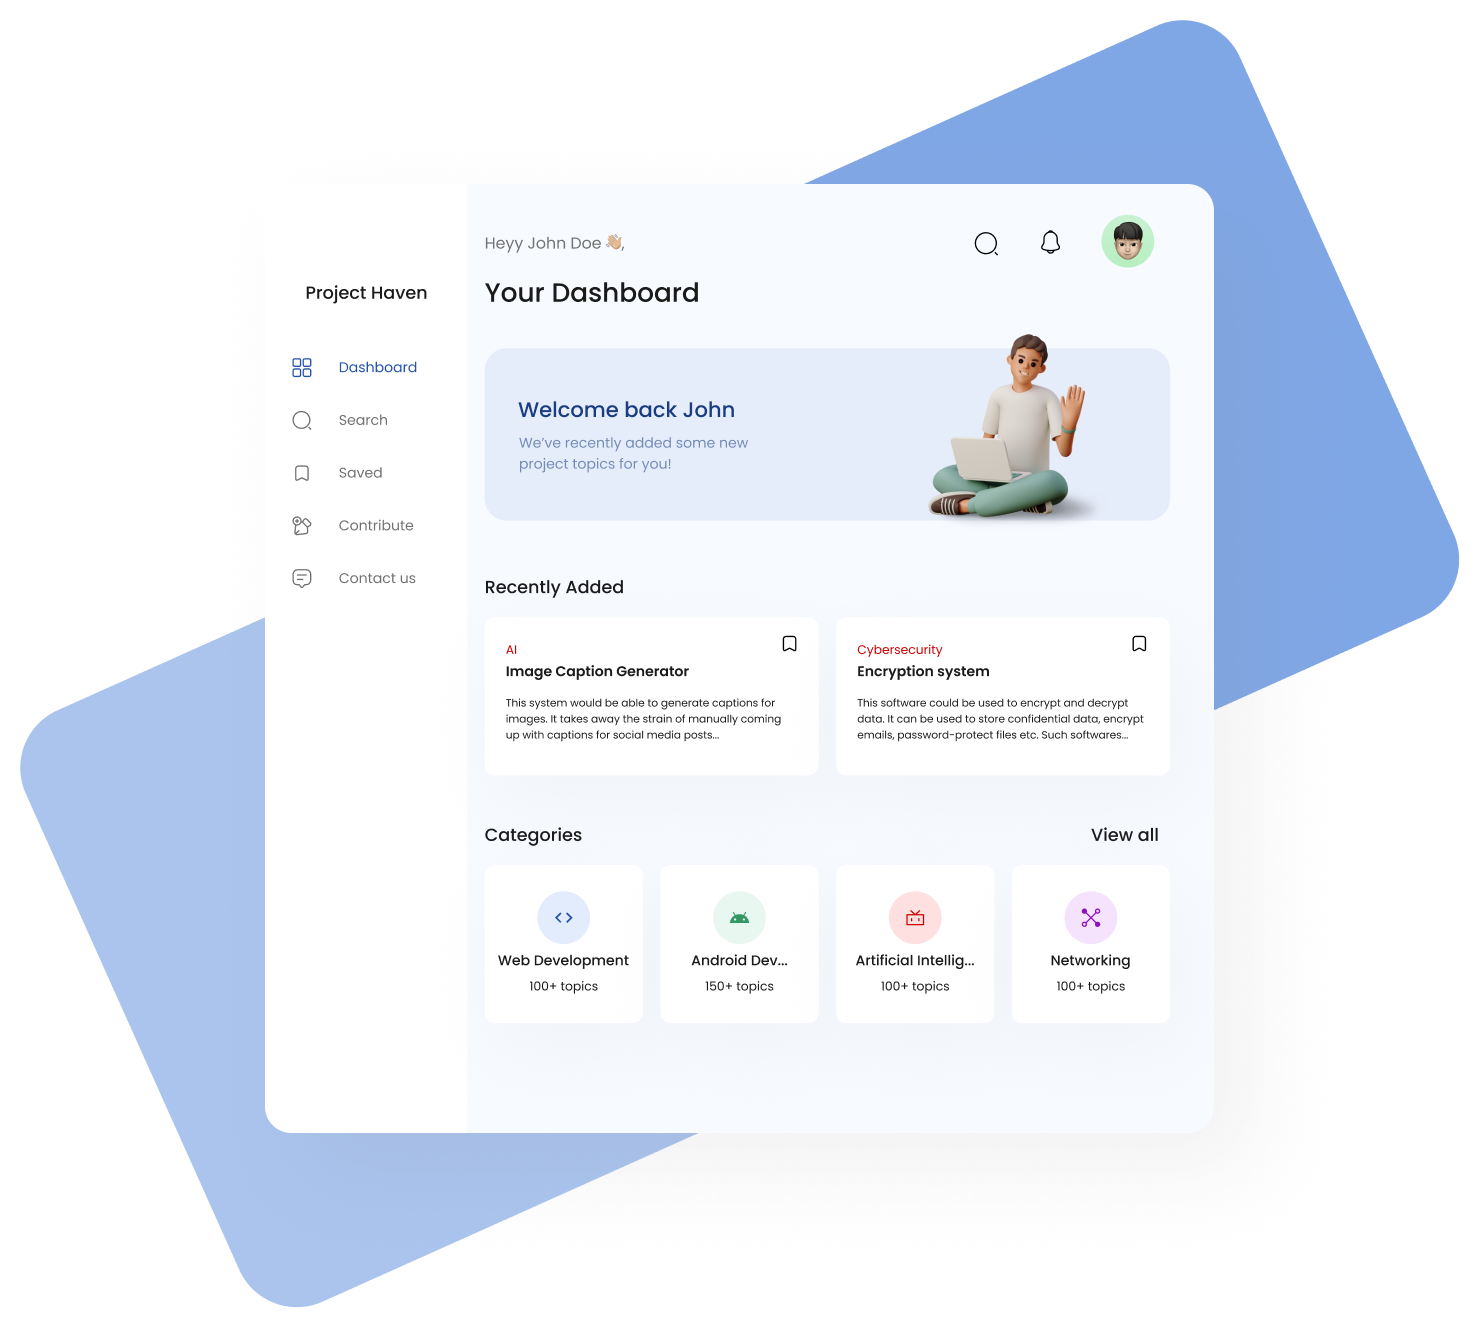 Project Haven
Dashboard
Search
Saved
Contribute
Contact us
Heyy John Doe 👋🏼,
Your Dashboard
Welcome back John
We’ve recently added some new
project topics for you!
Recently Added
AI
Image Caption Generator
This system would be able to generate captions for
images. It takes away the strain of manually coming
up with captions for social media posts...
Cybersecurity
Encryption system
This software could be used to encrypt and decrypt
data. It can be used to store confidential data, encrypt
emails, password-protect files etc. Such softwares...
Categories
View all
Web Development
100+ topics
Android Dev...
150+ topics
Artificial Intellig...
100+ topics
Networking
100+ topics